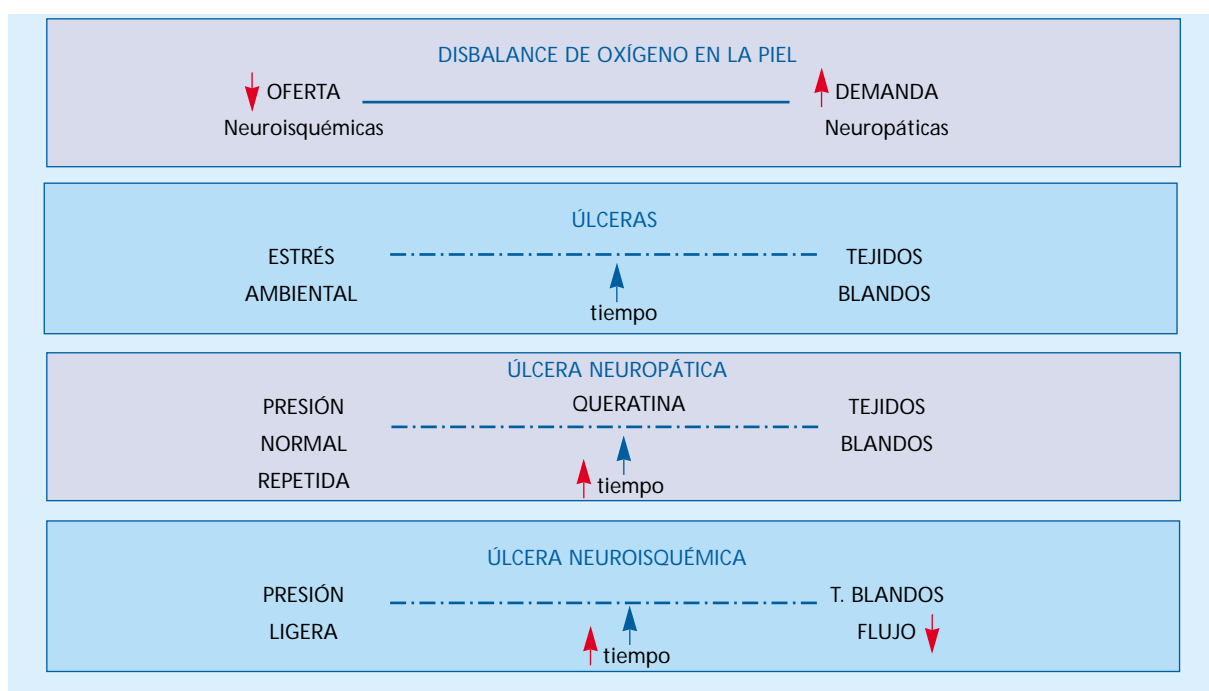 DISBALANCE DE OXÍGENO EN LA PIEL
OFERTA DEMANDA
Neuroisquémicas Neuropáticas
ÚLCERAS
ESTRÉS TEJIDOS
AMBIENTAL BLANDOS
tiempo
ÚLCERA NEUROPÁTICA
PRESIÓN QUERATINA TEJIDOS
NORMAL BLANDOS
REPETIDA tiempo
ÚLCERA NEUROISQUÉMICA
PRESIÓN T. BLANDOS
LIGERA FLUJO
tiempo